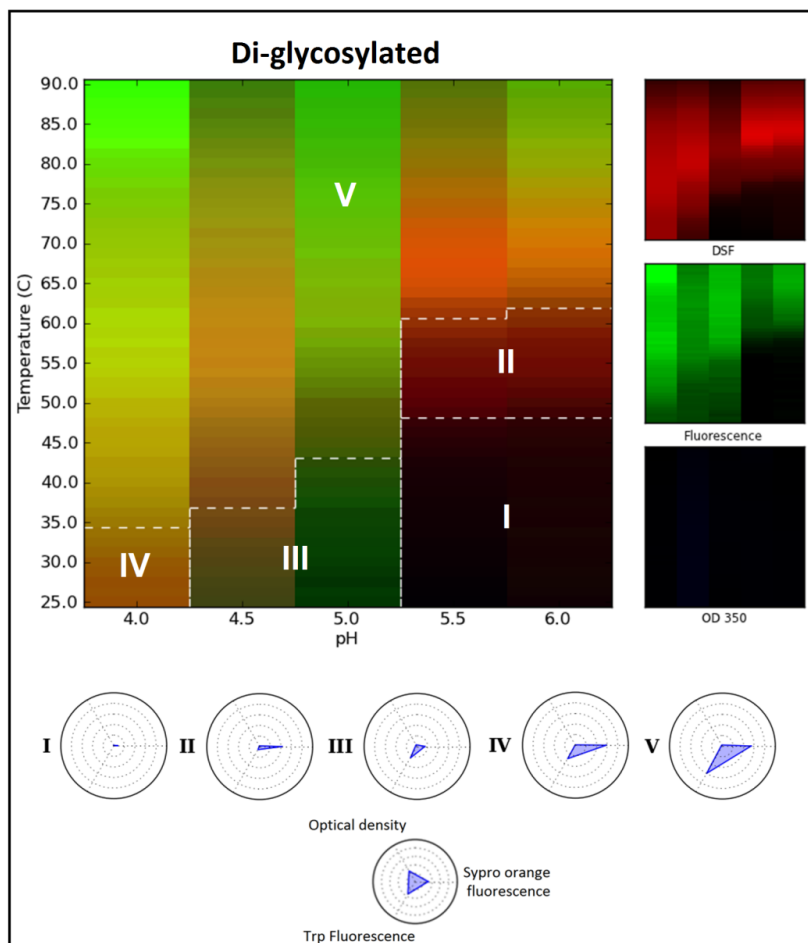 Di-glycosylated
90.0
85.0
80.0
75.0
70.0
65.0
60.0
55.0
50.0
45.0
40.0
35.0
30.0
25.0
Temperature (C)
V
II
I
IV
III
4.0 4.5 5.0 5.5 6.0
pH
DSF
Fluorescence
OD 350
I II III IV V
Optical density
Sypro orange
fluorescence
Trp Fluorescence